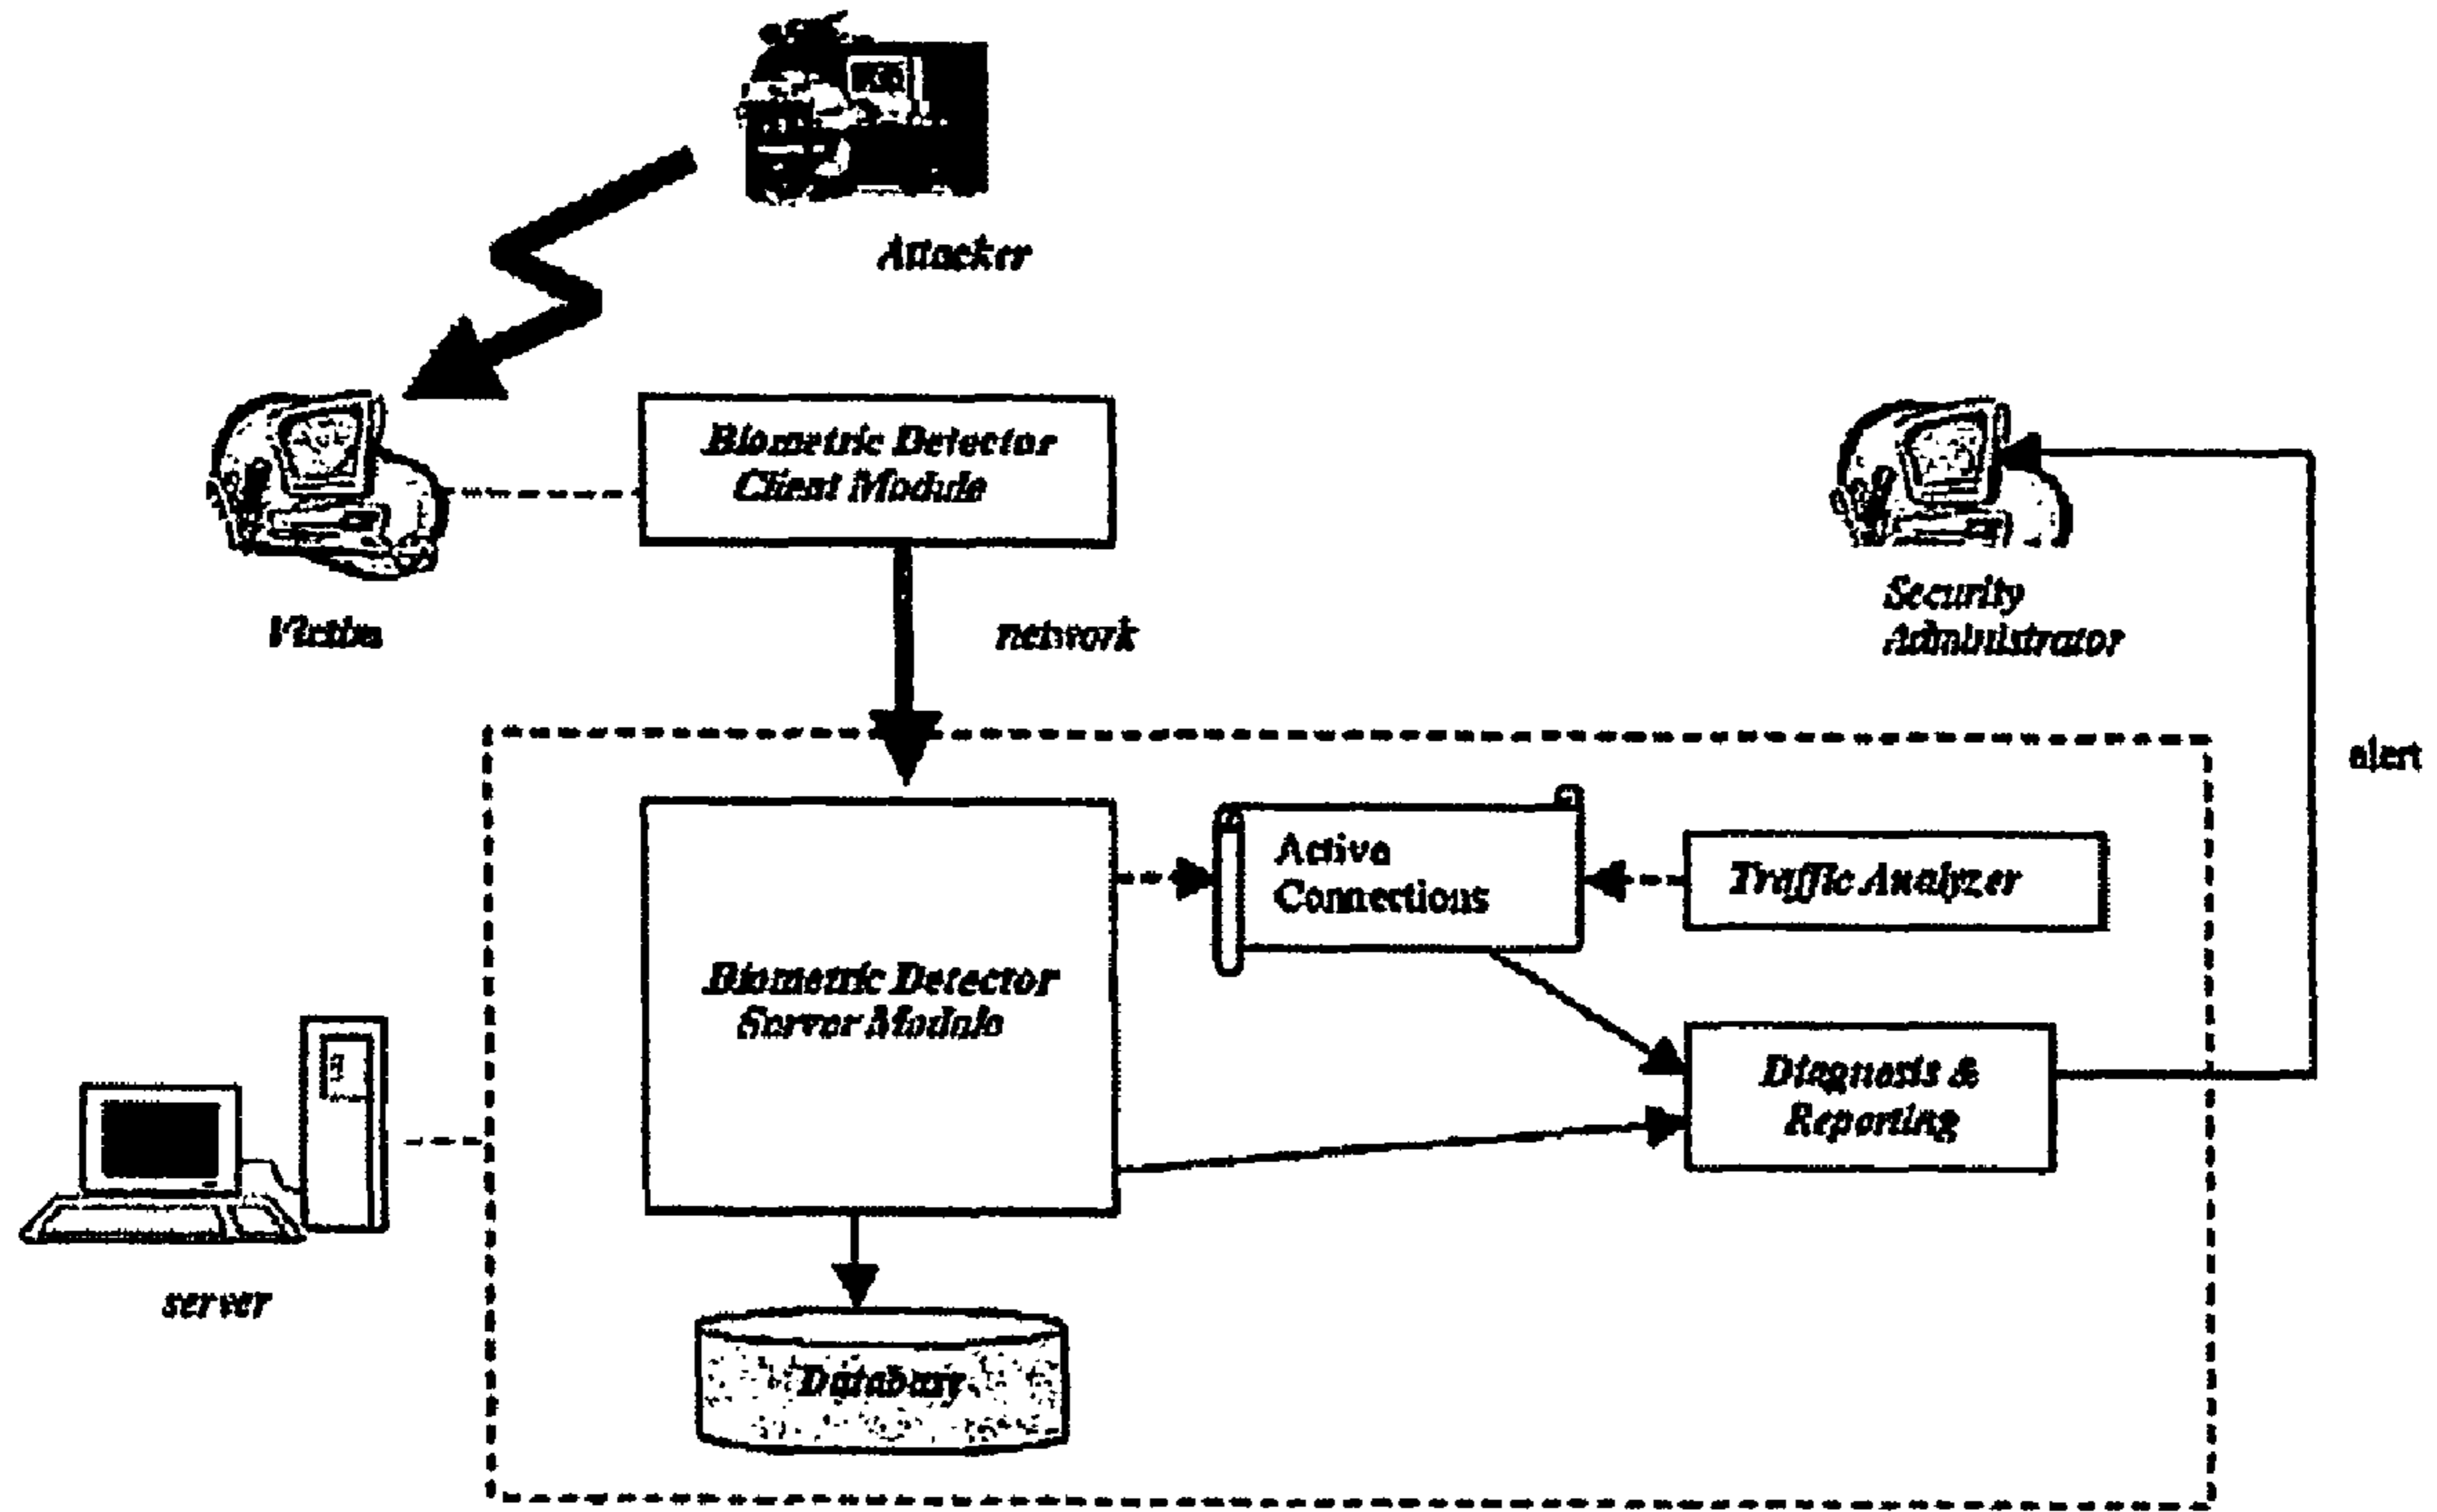 Attacker
Biometric Detector
Client Module
Victim
network
Security
Administrator
alert
Active
Connections
Traffic Analyzer
Biometric Detector
Server Module
Diagnosis &
Reporting
server
Database